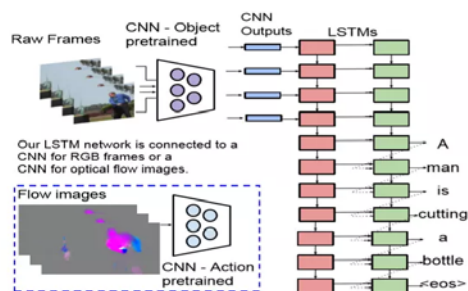 Raw Frames
CNN - Object
pretrained
CNN
Outputs
LSTMs
Our LSTM network is connected to a
CNN for RGB frames or a
CNN for optical flow images.
Flow images
CNN - Action
pretrained
A
man
is
cutting
a
bottle
<eos>